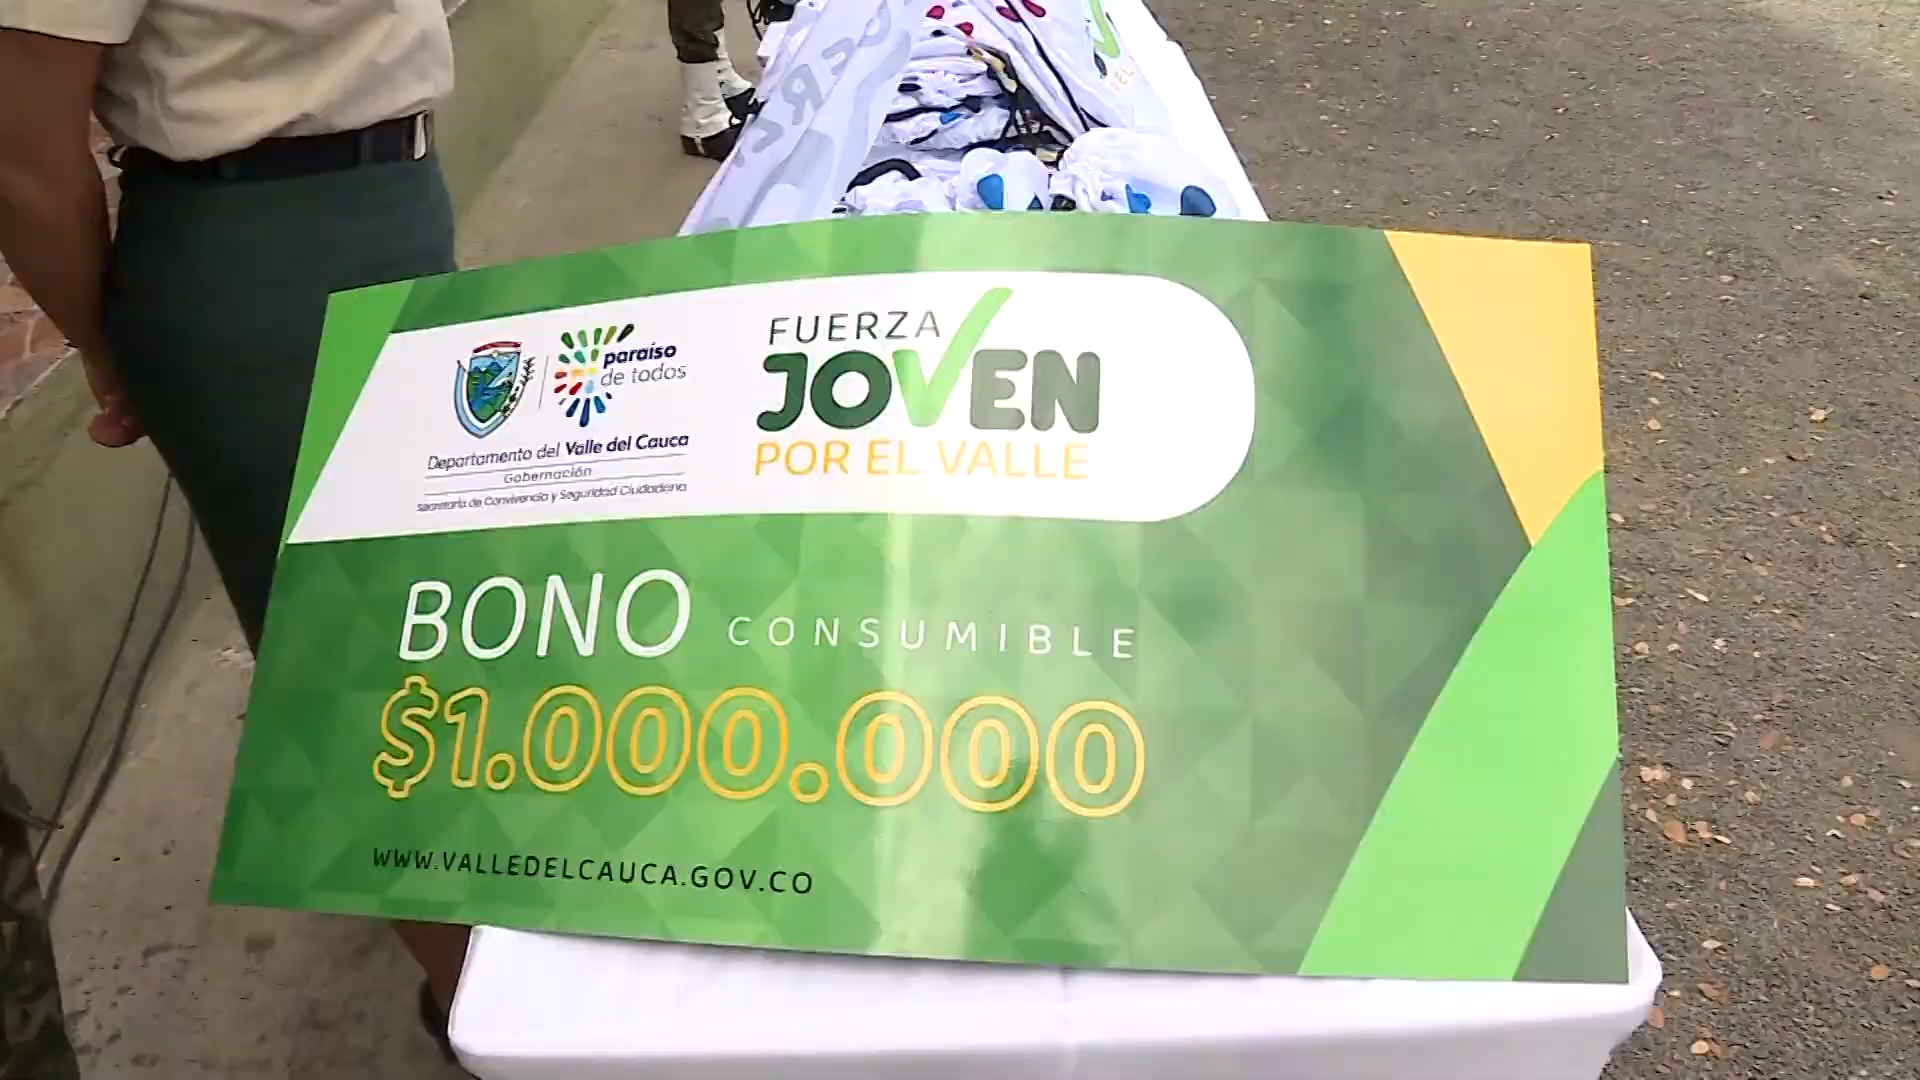 paraíso
de todos
Departamento del Valle del Cauca
Gobernación
Secretaría de Convivencia y Seguridad Ciudadana
FUERZA
JOVEN
POR EL VALLE
BONO CONSUMIBLE
$1.000.000
WWW.VALLEDELCAUCA.GOV.CO